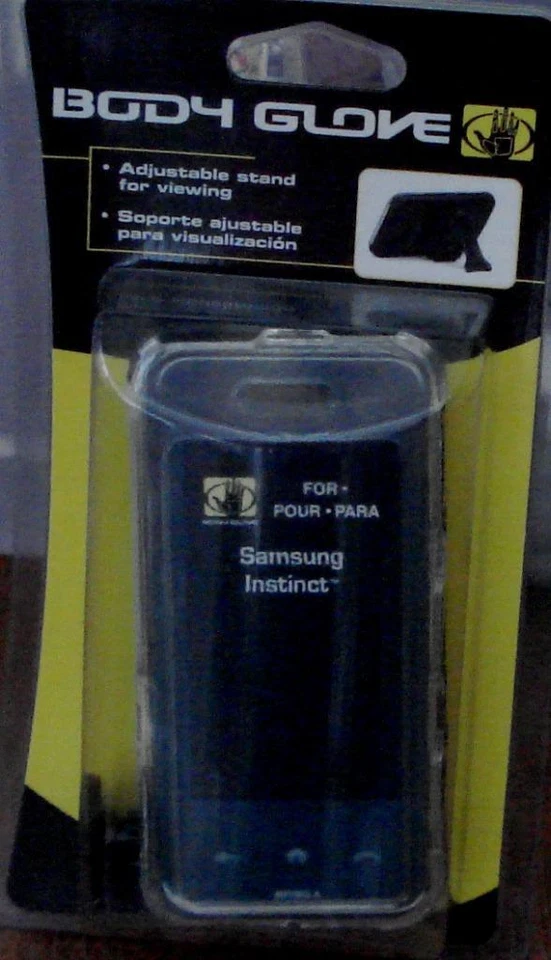 BODY GLOVE
• Adjustable stand
for viewing
• Soporte ajustable
para visualización
FOR •
POUR • PARA
Samsung
Instinct™